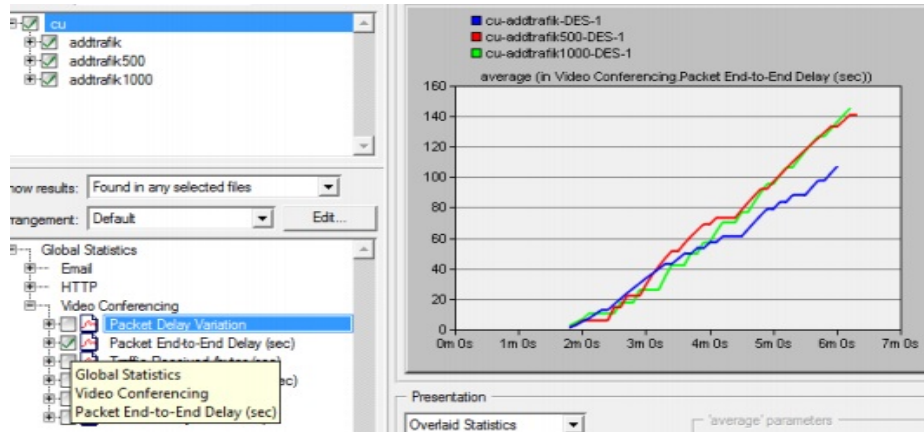 cu
addtrafik
addtrafik500
addtrafik1000
how results: Found in any selected files
rrangement: Default Edit...
Global Statistics
Email
HTTP
Video Conferencing
Packet Delay Variation
Packet End-to-End Delay (sec)
Global Statistics
Video Conferencing
Packet End-to-End Delay (sec)
cu-addtrafik-DES-1
cu-addtrafik500-DES-1
cu-addtrafik1000-DES-1
average (in Video Conferencing.Packet End-to-End Delay (sec))
160
140
120
100
80
60
40
20
0
0m 0s 1m 0s 2m 0s 3m 0s 4m 0s 5m 0s 6m 0s 7m 0s
Presentation
Overlaid Statistics
'average' parameters